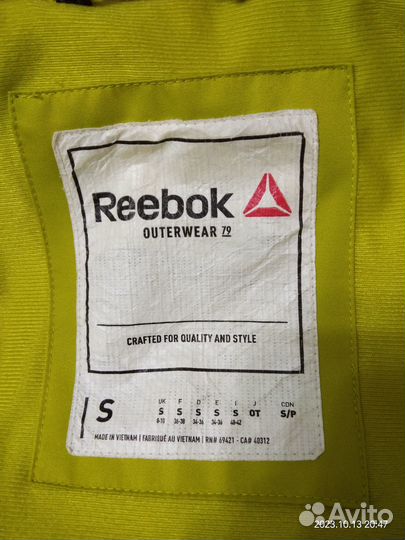 Reebok
OUTERWEAR 79
CRAFTED FOR QUALITY AND STYLE
S
UK F D E I J CDN
S S S S S OT S/P
8-10 36-38 34-36 34-36 40-42
MADE IN VIETNAM | FABRIQUÉ AU VIETNAM | RN# 69421 - CA# 40312
Avito
2023.10.13 20:47